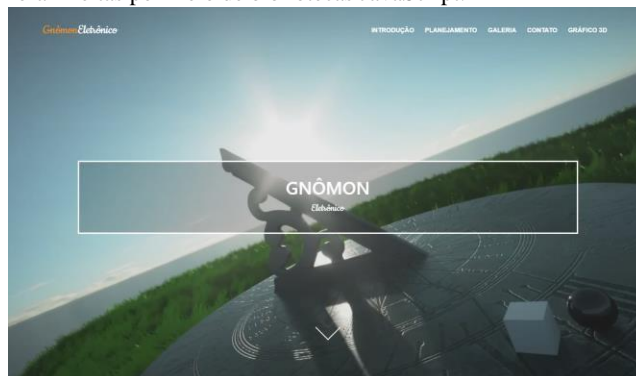 GnômonEletrônico
INTRODUÇÃO PLANEJAMENTO GALERIA CONTATO GRÁFICO 3D
GNÔMON
Eletrônico